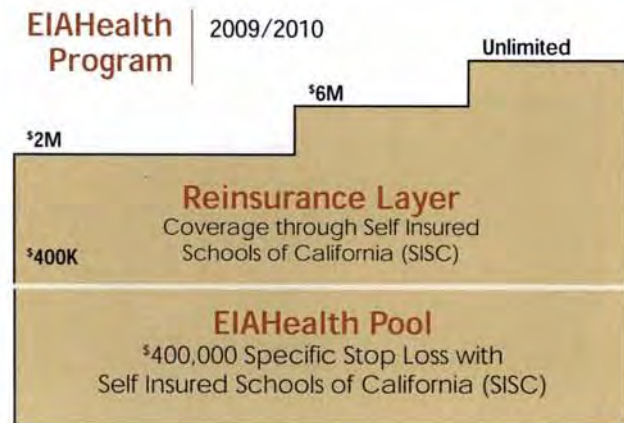 EIAHealth
Program
2009/2010
Unlimited
$6M
$2M
Reinsurance Layer
Coverage through Self Insured
Schools of California (SISC)
$400K
EIAHealth Pool
$400,000 Specific Stop Loss with
Self Insured Schools of California (SISC)